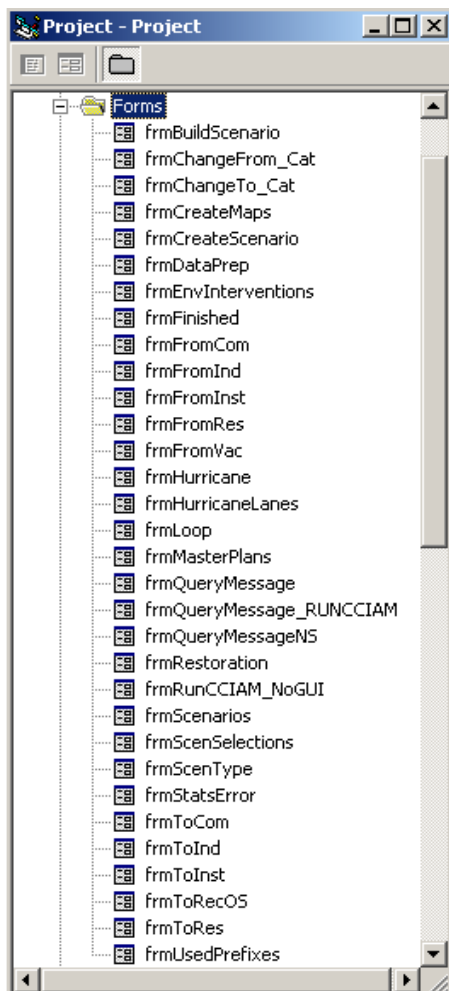 Project - Project
Forms
frmBuildScenario
frmChangeFrom_Cat
frmChangeTo_Cat
frmCreateMaps
frmCreateScenario
frmDataPrep
frmEnvInterventions
frmFinished
frmFromCom
frmFromInd
frmFromInst
frmFromRes
frmFromVac
frmHurricane
frmHurricaneLanes
frmLoop
frmMasterPlans
frmQueryMessage
frmQueryMessage_RUNCCIAM
frmQueryMessageNS
frmRestoration
frmRunCCIAM_NoGUI
frmScenarios
frmScenSelections
frmScenType
frmStatsError
frmToCom
frmToInd
frmToInst
frmToRecOS
frmToRes
frmUsedPrefixes